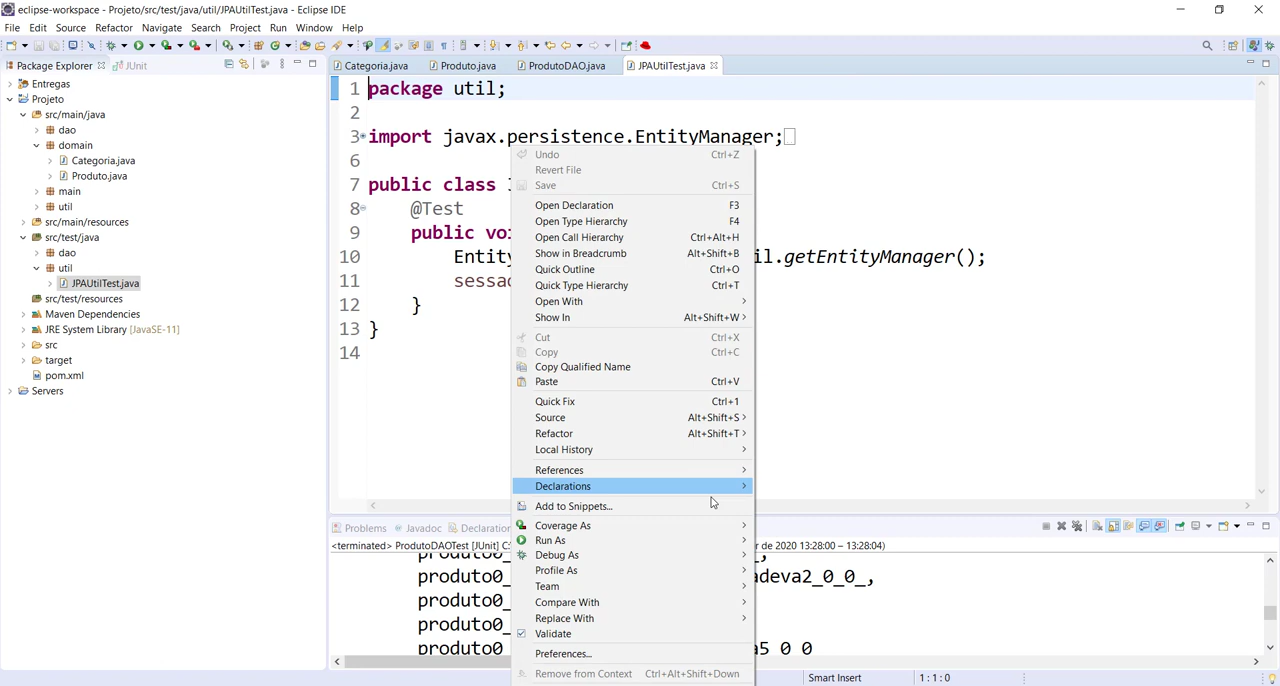 eclipse-workspace - Projeto/src/test/java/util/JPAUtilTest.java - Eclipse IDE
File Edit Source Refactor Navigate Search Project Run Window Help
Package Explorer
JUnit
Categoria.java
Produto.java
ProdutoDAO.java
JPAUtilTest.java
Entregas
Projeto
src/main/java
dao
domain
Categoria.java
Produto.java
main
util
src/main/resources
src/test/java
dao
util
JPAUtilTest.java
src/test/resources
Maven Dependencies
JRE System Library [JavaSE-11]
src
target
pom.xml
Servers
1 package util;
2
3 import javax.persistence.EntityManager;
6
7 public class
8 @Test
9 public voi
10 Entity il.getEntityManager();
11 sessao
12 }
13 }
14
Undo Ctrl+Z
Revert File
Save Ctrl+S
Open Declaration F3
Open Type Hierarchy F4
Open Call Hierarchy Ctrl+Alt+H
Show in Breadcrumb Alt+Shift+B
Quick Outline Ctrl+O
Quick Type Hierarchy Ctrl+T
Open With
Show In Alt+Shift+W
Cut Ctrl+X
Copy Ctrl+C
Copy Qualified Name
Paste Ctrl+V
Quick Fix Ctrl+1
Source Alt+Shift+S
Refactor Alt+Shift+T
Local History
References
Declarations
Add to Snippets...
Coverage As
Run As
Debug As
Profile As
Team
Compare With
Replace With
Validate
Preferences...
Remove from Context Ctrl+Alt+Shift+Down
Problems
Javadoc
Declaration
<terminated> ProdutoDAOTest [JUnit] C: de 2020 13:28:00 – 13:28:04)
produto0_
produto0_ adeva2_0_0_,
produto0_
produto0_
produto0 a5_0_0
Smart Insert
1 : 1 : 0